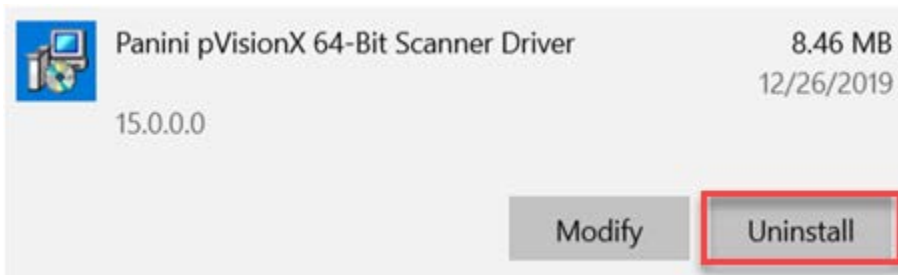 Panini pVisionX 64-Bit Scanner Driver 8.46 MB
12/26/2019
15.0.0.0
Modify Uninstall